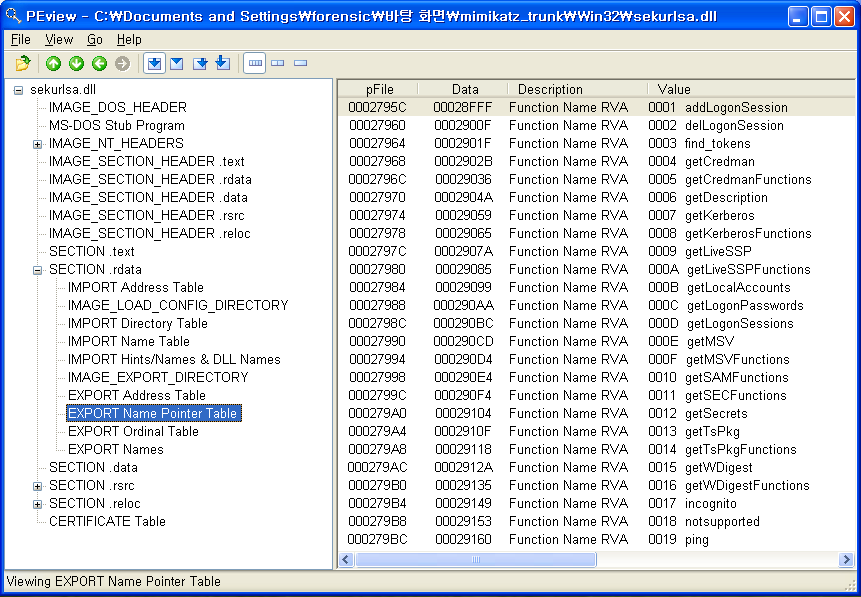 PEview - C:₩Documents and Settings₩forensic₩바탕 화면₩mimikatz_trunk₩Win32₩sekurlsa.dll
File View Go Help
sekurlsa.dll
IMAGE_DOS_HEADER
MS-DOS Stub Program
IMAGE_NT_HEADERS
IMAGE_SECTION_HEADER .text
IMAGE_SECTION_HEADER .rdata
IMAGE_SECTION_HEADER .data
IMAGE_SECTION_HEADER .rsrc
IMAGE_SECTION_HEADER .reloc
SECTION .text
SECTION .rdata
IMPORT Address Table
IMAGE_LOAD_CONFIG_DIRECTORY
IMPORT Directory Table
IMPORT Name Table
IMPORT Hints/Names & DLL Names
IMAGE_EXPORT_DIRECTORY
EXPORT Address Table
EXPORT Name Pointer Table
EXPORT Ordinal Table
EXPORT Names
SECTION .data
SECTION .rsrc
SECTION .reloc
CERTIFICATE Table
pFile Data Description Value
0002795C 00028FFF Function Name RVA 0001 addLogonSession
00027960 0002900F Function Name RVA 0002 delLogonSession
00027964 0002901F Function Name RVA 0003 find_tokens
00027968 0002902B Function Name RVA 0004 getCredman
0002796C 00029036 Function Name RVA 0005 getCredmanFunctions
00027970 0002904A Function Name RVA 0006 getDescription
00027974 00029059 Function Name RVA 0007 getKerberos
00027978 00029065 Function Name RVA 0008 getKerberosFunctions
0002797C 0002907A Function Name RVA 0009 getLiveSSP
00027980 00029085 Function Name RVA 000A getLiveSSPFunctions
00027984 00029099 Function Name RVA 000B getLocalAccounts
00027988 000290AA Function Name RVA 000C getLogonPasswords
0002798C 000290BC Function Name RVA 000D getLogonSessions
00027990 000290CD Function Name RVA 000E getMSV
00027994 000290D4 Function Name RVA 000F getMSVFunctions
00027998 000290E4 Function Name RVA 0010 getSAMFunctions
0002799C 000290F4 Function Name RVA 0011 getSECFunctions
000279A0 00029104 Function Name RVA 0012 getSecrets
000279A4 0002910F Function Name RVA 0013 getTsPkg
000279A8 00029118 Function Name RVA 0014 getTsPkgFunctions
000279AC 0002912A Function Name RVA 0015 getWDigest
000279B0 00029135 Function Name RVA 0016 getWDigestFunctions
000279B4 00029149 Function Name RVA 0017 incognito
000279B8 00029153 Function Name RVA 0018 notsupported
000279BC 00029160 Function Name RVA 0019 ping
Viewing EXPORT Name Pointer Table